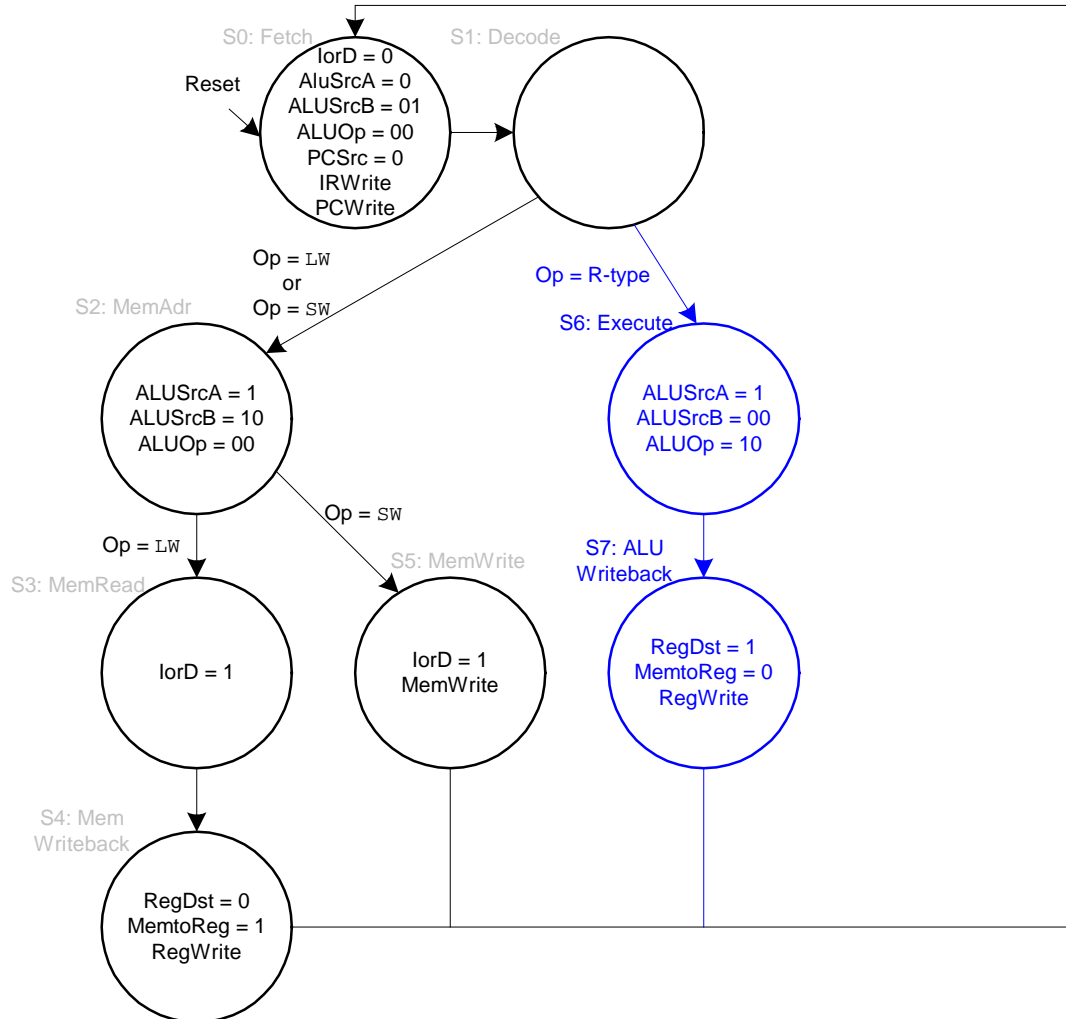 S0: Fetch
S1: Decode
Reset
IorD = 0
AluSrcA = 0
ALUSrcB = 01
ALUOp = 00
PCSrc = 0
IRWrite
PCWrite
Op = LW
or
Op = SW
Op = R-type
S2: MemAdr
S6: Execute
ALUSrcA = 1
ALUSrcB = 10
ALUOp = 00
ALUSrcA = 1
ALUSrcB = 00
ALUOp = 10
Op = SW
Op = LW
S3: MemRead
S5: MemWrite
S7: ALU
Writeback
IorD = 1
IorD = 1
MemWrite
RegDst = 1
MemtoReg = 0
RegWrite
S4: Mem
Writeback
RegDst = 0
MemtoReg = 1
RegWrite